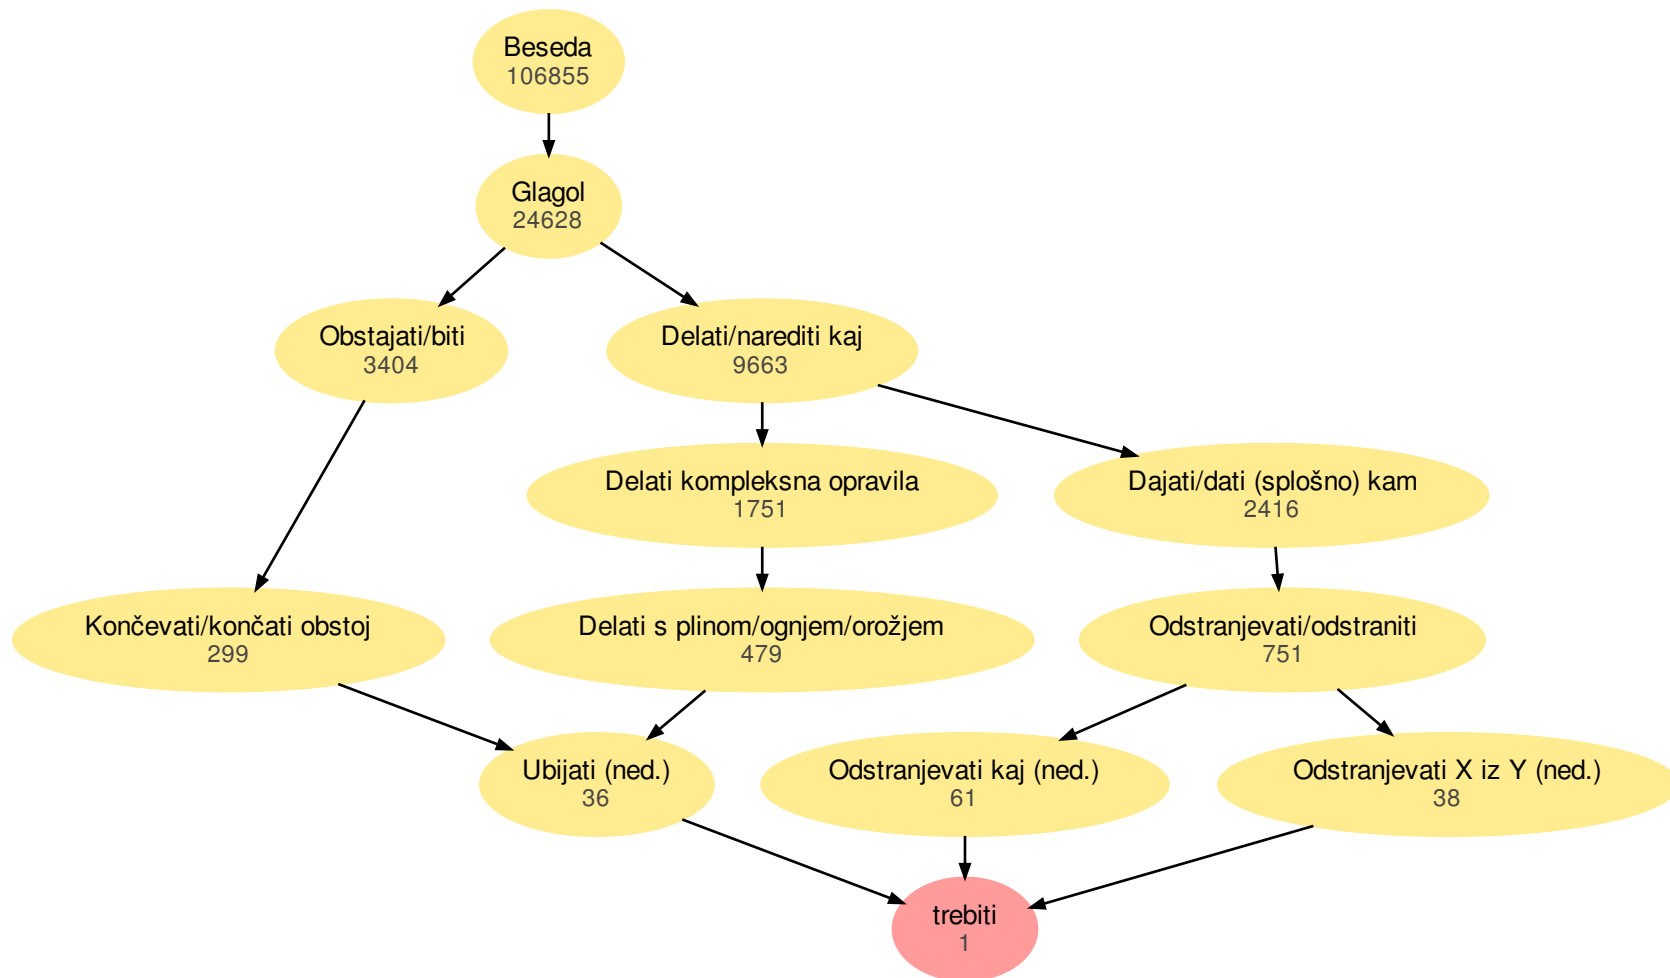 Beseda
106855
Glagol
24628
Obstajati/biti
3404
Delati/narediti kaj
9663
Delati kompleksna opravila
1751
Dajati/dati (splošno) kam
2416
Končevati/končati obstoj
299
Delati s plinom/ognjem/orožjem
479
Odstranjevati/odstraniti
751
Ubijati (ned.)
36
Odstranjevati kaj (ned.)
61
Odstranjevati X iz Y (ned.)
38
trebiti
1